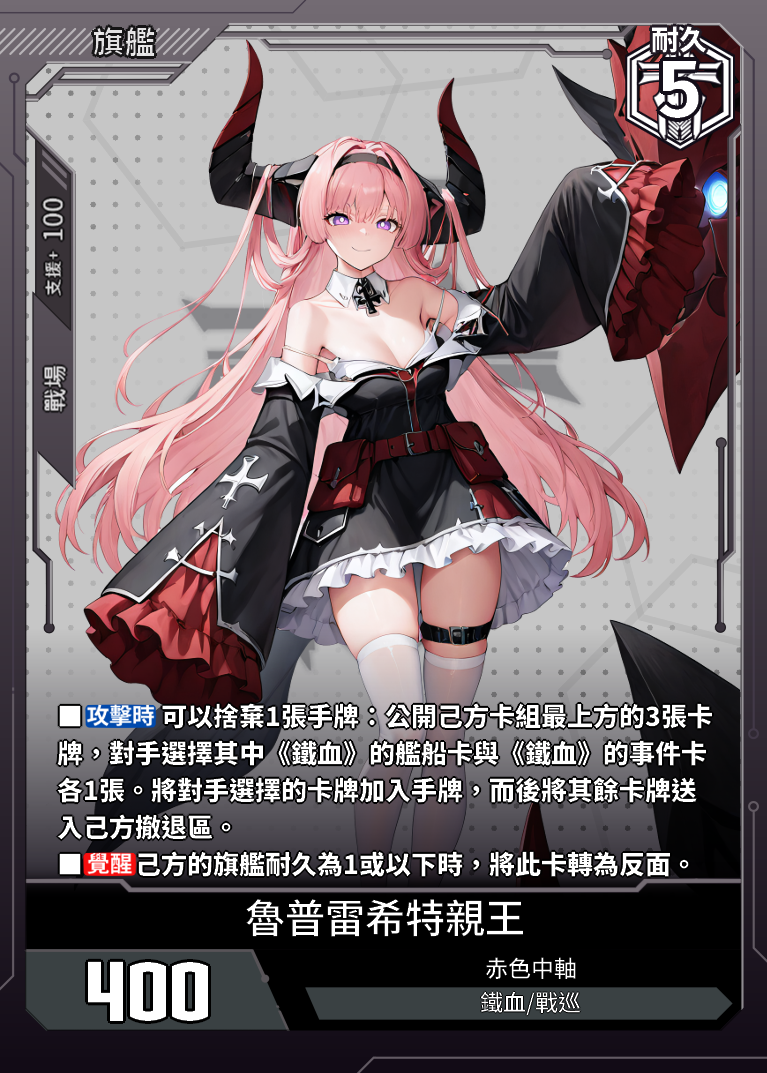 旗艦
耐久
5
支援+ 100
戰場
■ 攻擊時 可以捨棄1張手牌：公開己方卡組最上方的3張卡
牌，對手選擇其中《鐵血》的艦船卡與《鐵血》的事件卡
各1張。將對手選擇的卡牌加入手牌，而後將其餘卡牌送
入己方撤退區。
■ 覺醒 己方的旗艦耐久為1或以下時，將此卡轉為反面。
魯普雷希特親王
400
赤色中軸
鐵血/戰巡